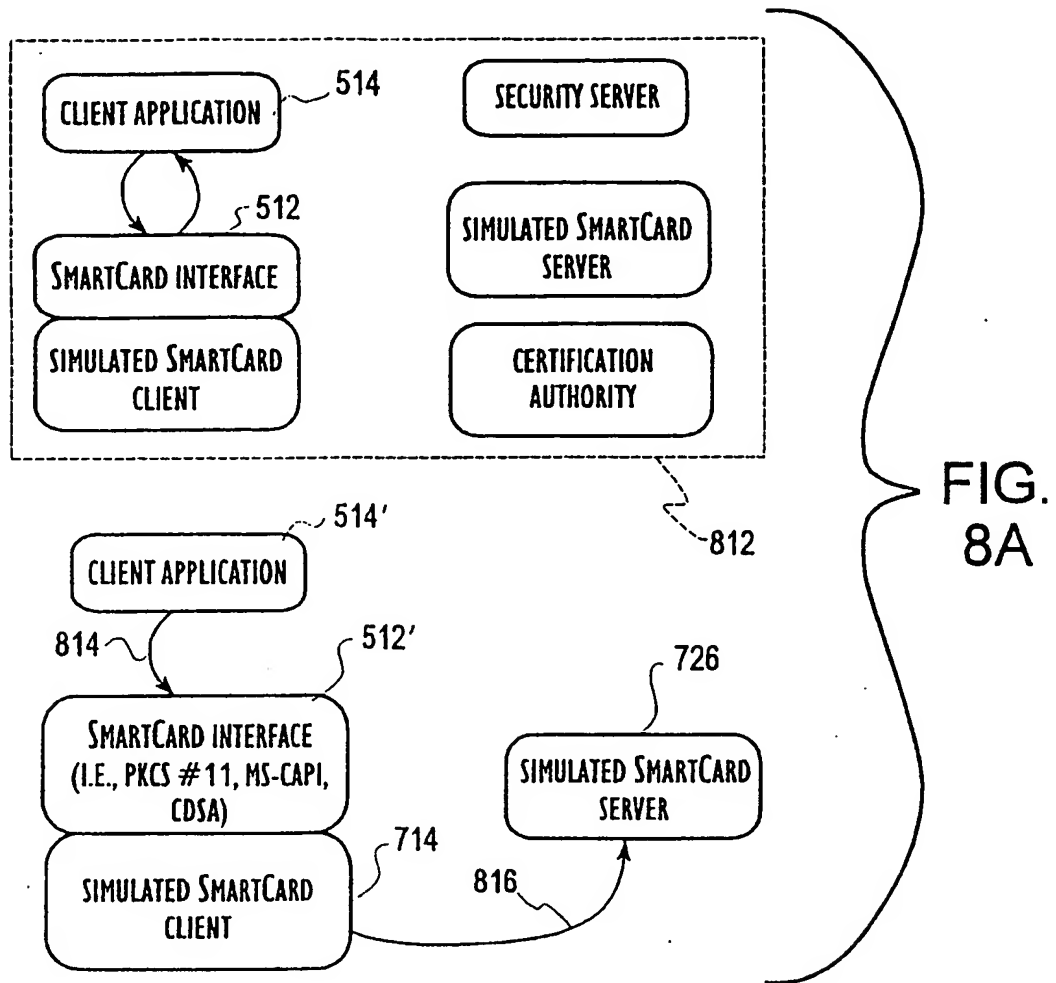 CLIENT APPLICATION
514
SECURITY SERVER
512
SMARTCARD INTERFACE
SIMULATED SMARTCARD
CLIENT
SIMULATED SMARTCARD
SERVER
CERTIFICATION
AUTHORITY
812
FIG.
8A
514'
CLIENT APPLICATION
814
512'
SMARTCARD INTERFACE
(I.E., PKCS #11, MS-CAPI,
CDSA)
726
SIMULATED SMARTCARD
SERVER
714
SIMULATED SMARTCARD
CLIENT
816